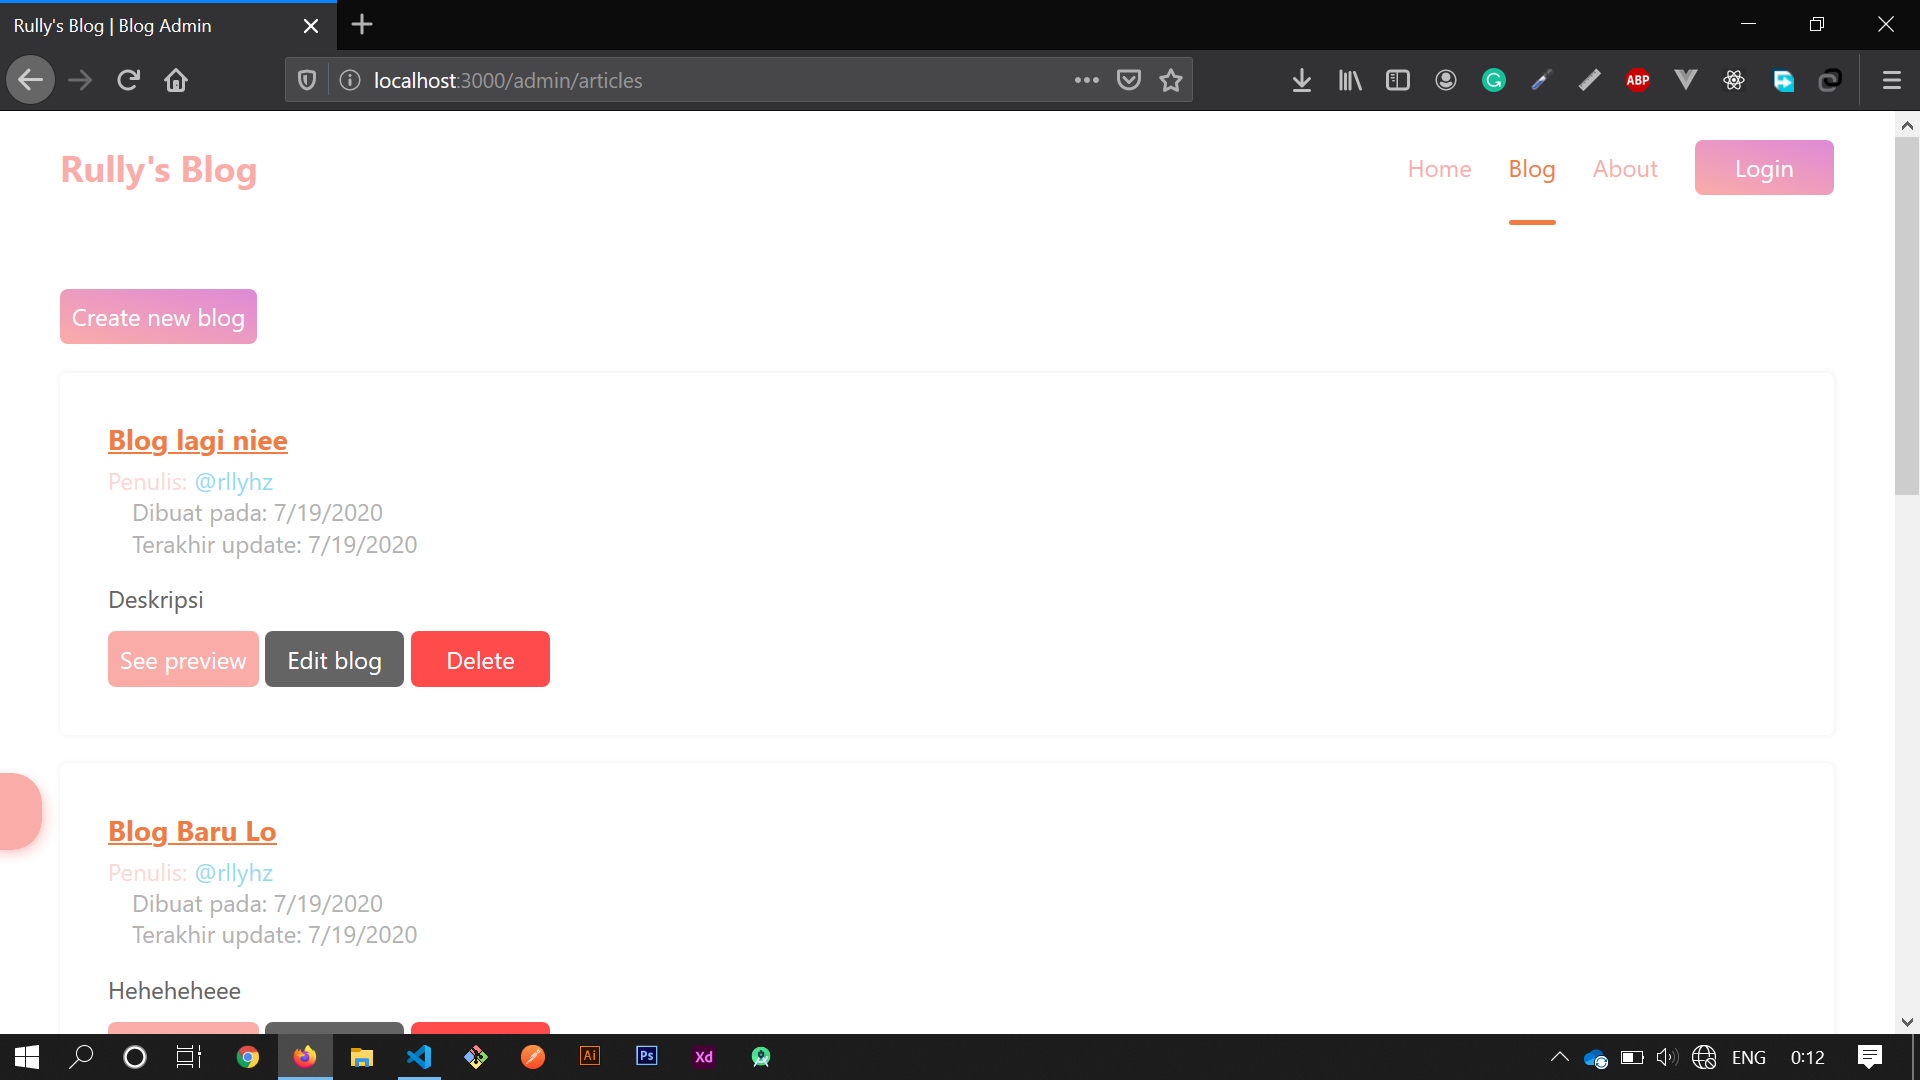 Rully's Blog | Blog Admin
localhost:3000/admin/articles
ABP
Rully's Blog
Home
Blog
About
Login
Create new blog
Blog lagi niee
Penulis: @rllyhz
Dibuat pada: 7/19/2020
Terakhir update: 7/19/2020
Deskripsi
See preview
Edit blog
Delete
Blog Baru Lo
Penulis: @rllyhz
Dibuat pada: 7/19/2020
Terakhir update: 7/19/2020
Heheheheee
Ai
Ps
Xd
ENG
0:12